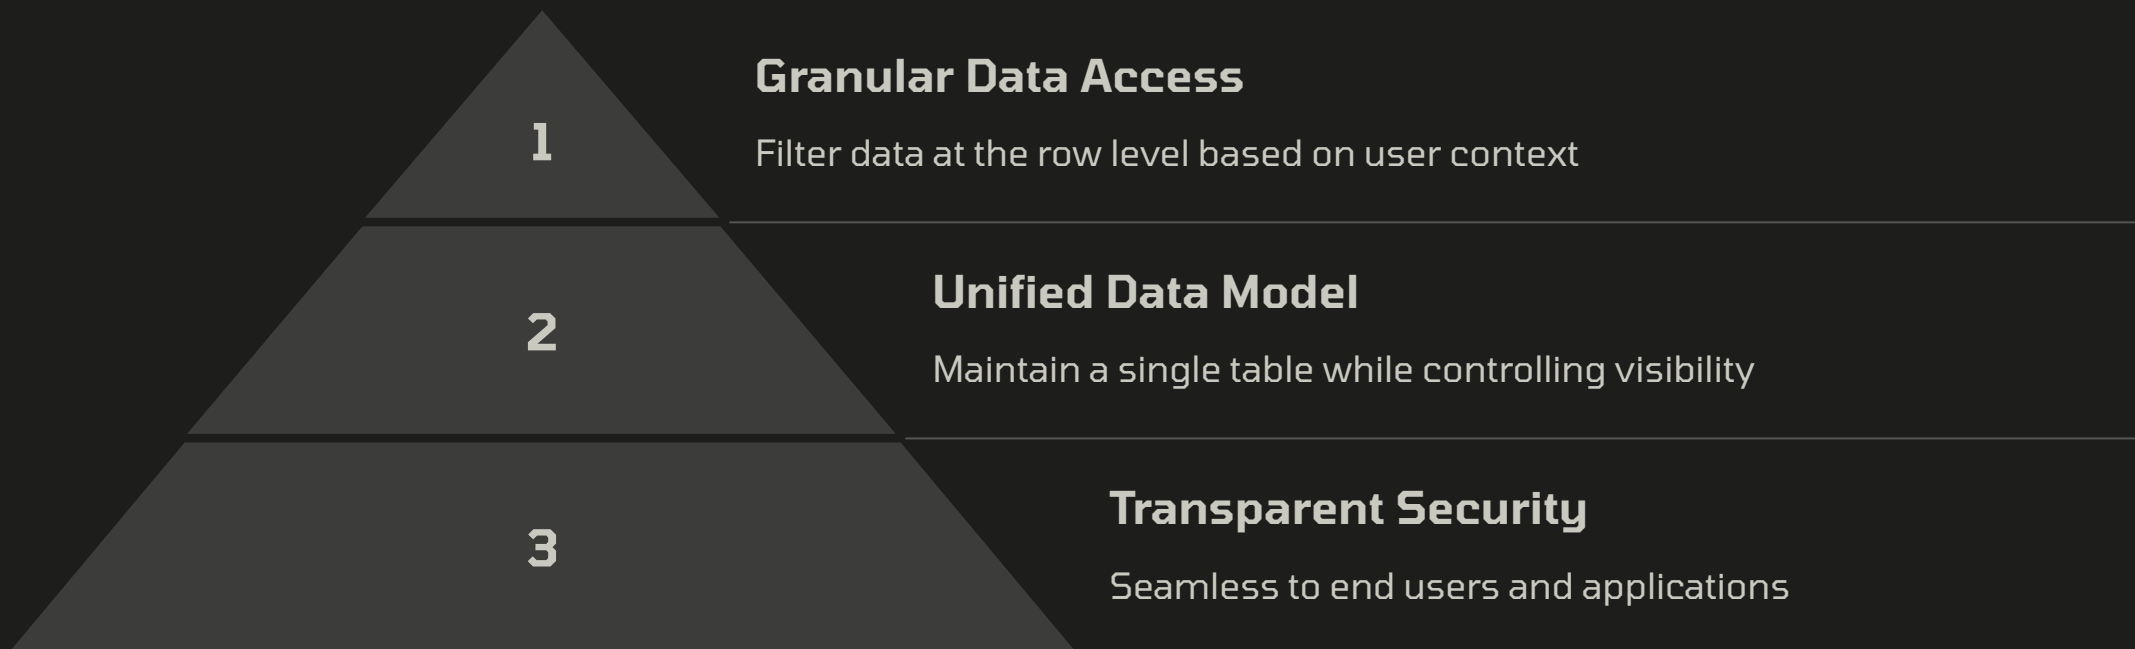 1
Granular Data Access
Filter data at the row level based on user context
2
Unified Data Model
Maintain a single table while controlling visibility
3
Transparent Security
Seamless to end users and applications